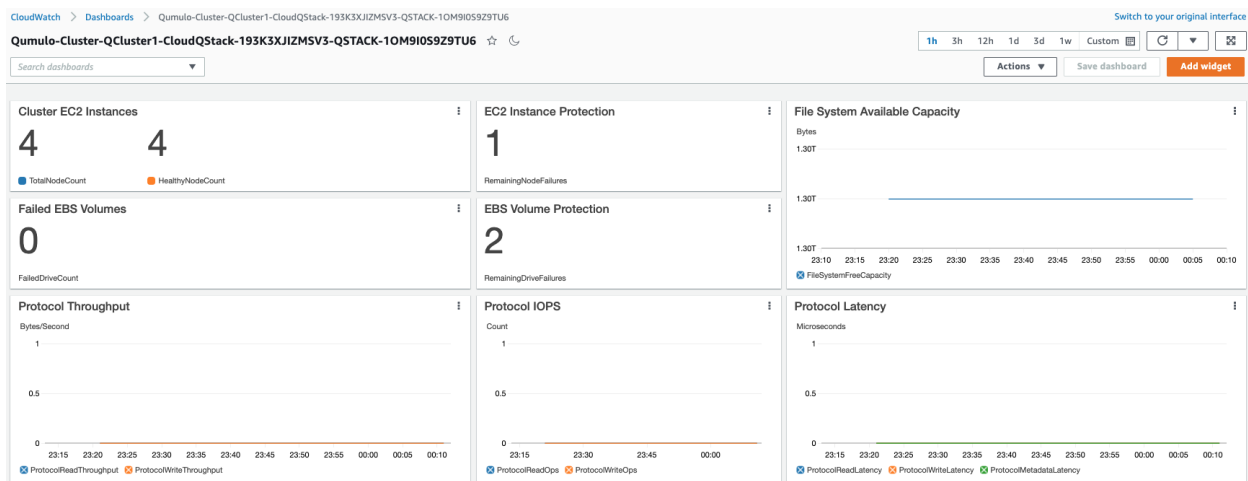 CloudWatch > Dashboards > Qumulo-Cluster-QCluster1-CloudQStack-193K3XJIZMSV3-QSTACK-1OM9I0S9Z9TU6
Switch to your original interface
Qumulo-Cluster-QCluster1-CloudQStack-193K3XJIZMSV3-QSTACK-1OM9I0S9Z9TU6
1h 3h 12h 1d 3d 1w Custom
Search dashboards
Actions Save dashboard Add widget
Cluster EC2 Instances
4 4
TotalNodeCount HealthyNodeCount
EC2 Instance Protection
1
RemainingNodeFailures
File System Available Capacity
Bytes
1.30T
1.30T
1.30T
23:10 23:15 23:20 23:25 23:30 23:35 23:40 23:45 23:50 23:55 00:00 00:05 00:10
FileSystemFreeCapacity
Failed EBS Volumes
0
FailedDriveCount
EBS Volume Protection
2
RemainingDriveFailures
Protocol Throughput
Bytes/Second
1
0.5
0
23:15 23:20 23:25 23:30 23:35 23:40 23:45 23:50 23:55 00:00 00:05 00:10
ProtocolReadThroughput ProtocolWriteThroughput
Protocol IOPS
Count
1
0.5
0
23:15 23:30 23:45 00:00
ProtocolReadOps ProtocolWriteOps
Protocol Latency
Microseconds
1
0.5
0
23:15 23:20 23:25 23:30 23:35 23:40 23:45 23:50 23:55 00:00 00:05 00:10
ProtocolReadLatency ProtocolWriteLatency ProtocolMetadataLatency